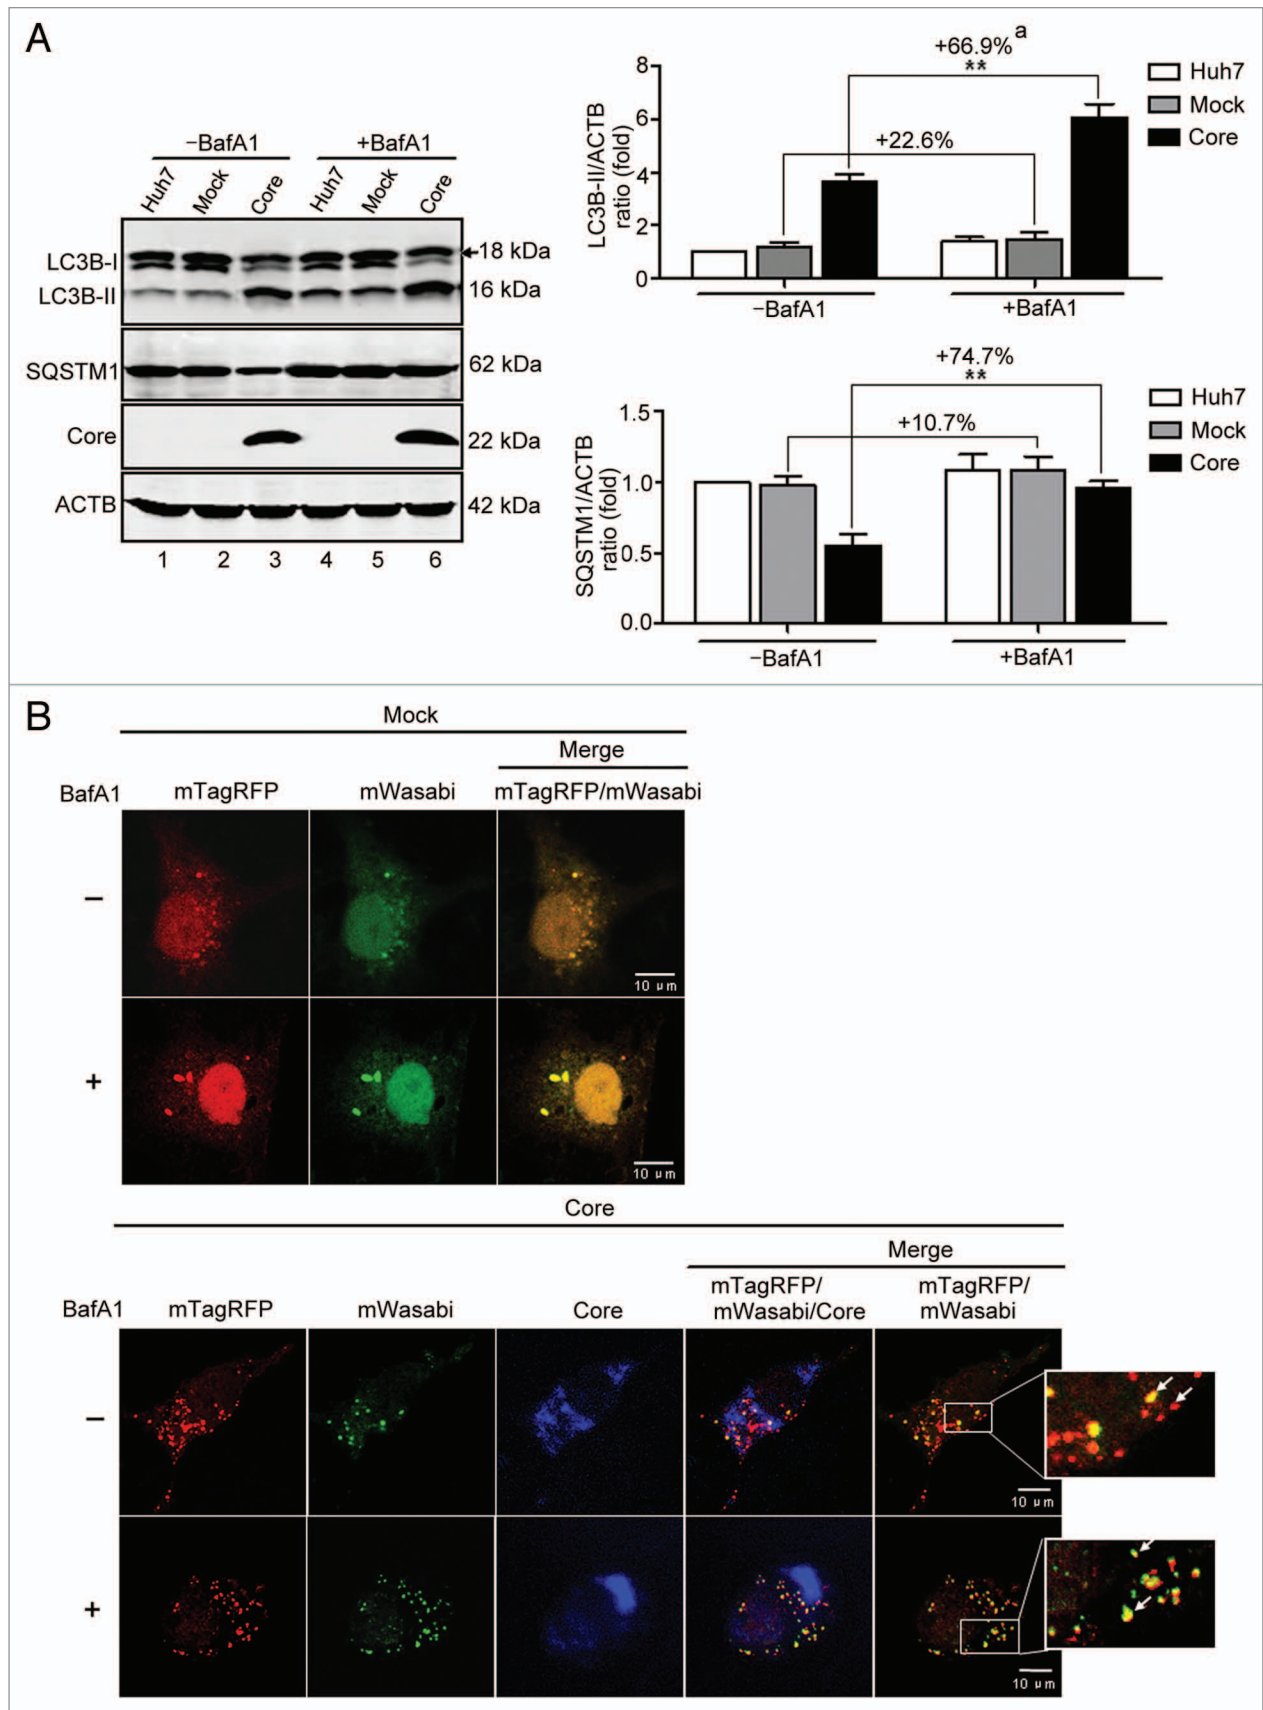 A
−BafA1 +BafA1
Huh7 Mock Core Huh7 Mock Core
LC3B-I
18 kDa
LC3B-II
16 kDa
SQSTM1
62 kDa
Core
22 kDa
ACTB
42 kDa
1 2 3 4 5 6
+66.9% a
**
+22.6%
LC3B-II/ACTB
ratio (fold)
8
6
4
2
0
−BafA1 +BafA1
Huh7
Mock
Core
+74.7%
**
+10.7%
SQSTM1/ACTB
ratio (fold)
1.5
1.0
0.5
0.0
−BafA1 +BafA1
Huh7
Mock
Core
B
Mock
Merge
BafA1 mTagRFP mWasabi mTagRFP/mWasabi
−
10 µm
+
10 µm
Core
Merge
BafA1 mTagRFP mWasabi Core mTagRFP/ mTagRFP/
mWasabi/Core mWasabi
−
10 µm
+
10 µm